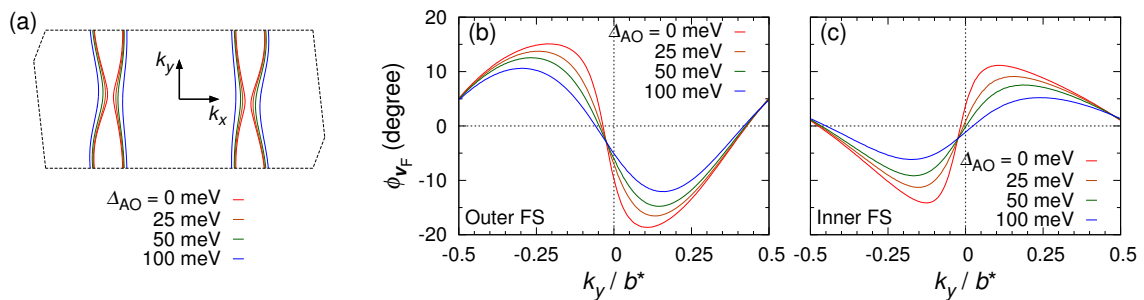 (a)
k_y
k_x
Δ_AO = 0 meV
25 meV
50 meV
100 meV
(b)
Δ_AO = 0 meV
25 meV
50 meV
100 meV
20
10
0
-10
-20
ϕ_v_F (degree)
Outer FS
-0.5
-0.25
0
0.25
0.5
k_y / b*
(c)
Δ_AO = 0 meV
25 meV
50 meV
100 meV
Inner FS
-0.5
-0.25
0
0.25
0.5
k_y / b*